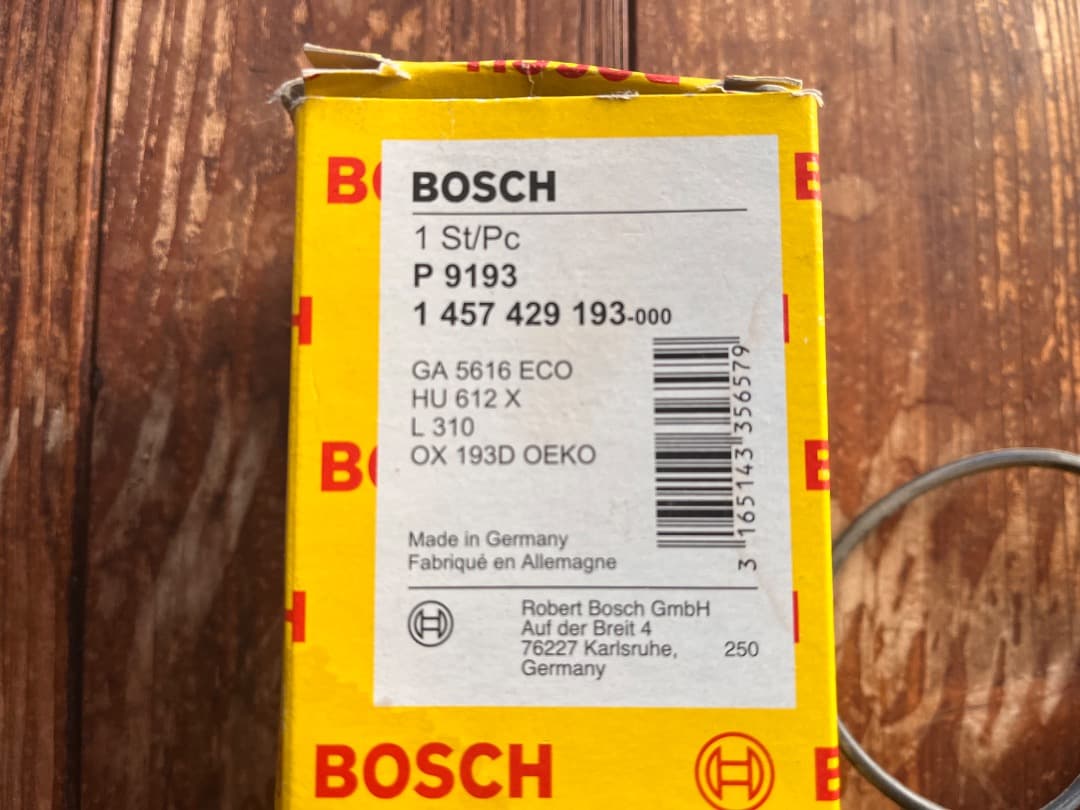 BOSCH
1 St/Pc
P 9193
1 457 429 193-000
GA 5616 ECO
HU 612 X
L 310
OX 193D OEKO
3 165143 356579
Made in Germany
Fabriqué en Allemagne
Robert Bosch GmbH
Auf der Breit 4
76227 Karlsruhe, 250
Germany
BOSCH